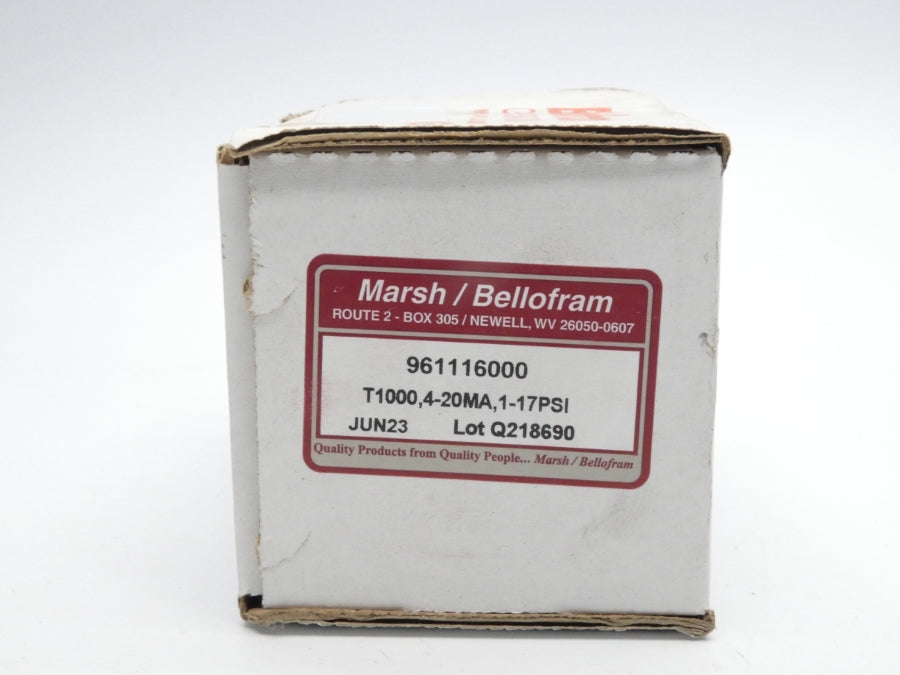 Marsh / Bellofram
ROUTE 2 - BOX 305 / NEWELL, WV 26050-0607
961116000
T1000,4-20MA,1-17PSI
JUN23 Lot Q218690
Quality Products from Quality People... Marsh / Bellofram